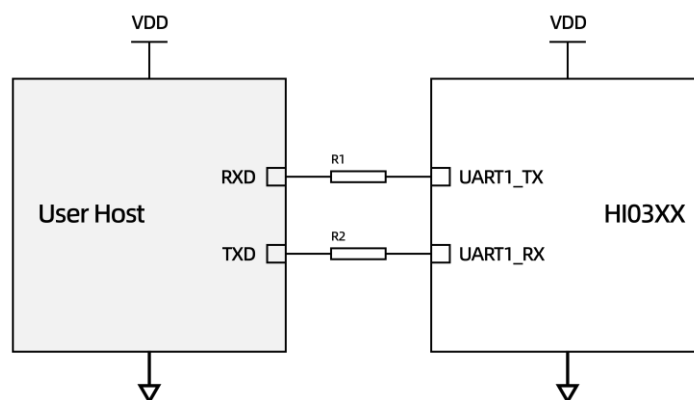 VDD
VDD
R1
RXD
UART1_TX
User Host
HI03XX
R2
TXD
UART1_RX